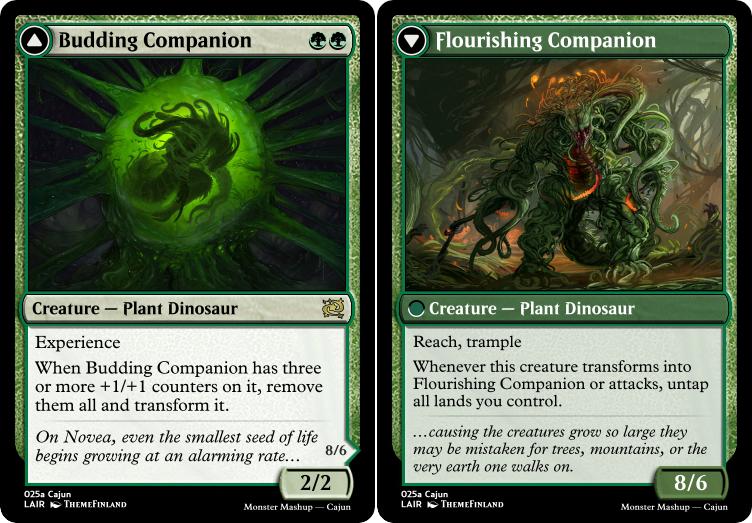 Budding Companion
Creature — Plant Dinosaur
Experience
When Budding Companion has three
or more +1/+1 counters on it, remove
them all and transform it.
On Novea, even the smallest seed of life
begins growing at an alarming rate…
8/6
2/2
025a Cajun
LAIR ThemeFinland
Monster Mashup — Cajun
Flourishing Companion
Creature — Plant Dinosaur
Reach, trample
Whenever this creature transforms into
Flourishing Companion or attacks, untap
all lands you control.
…causing the creatures grow so large they
may be mistaken for trees, mountains, or the
very earth one walks on.
8/6
025a Cajun
LAIR ThemeFinland
Monster Mashup — Cajun